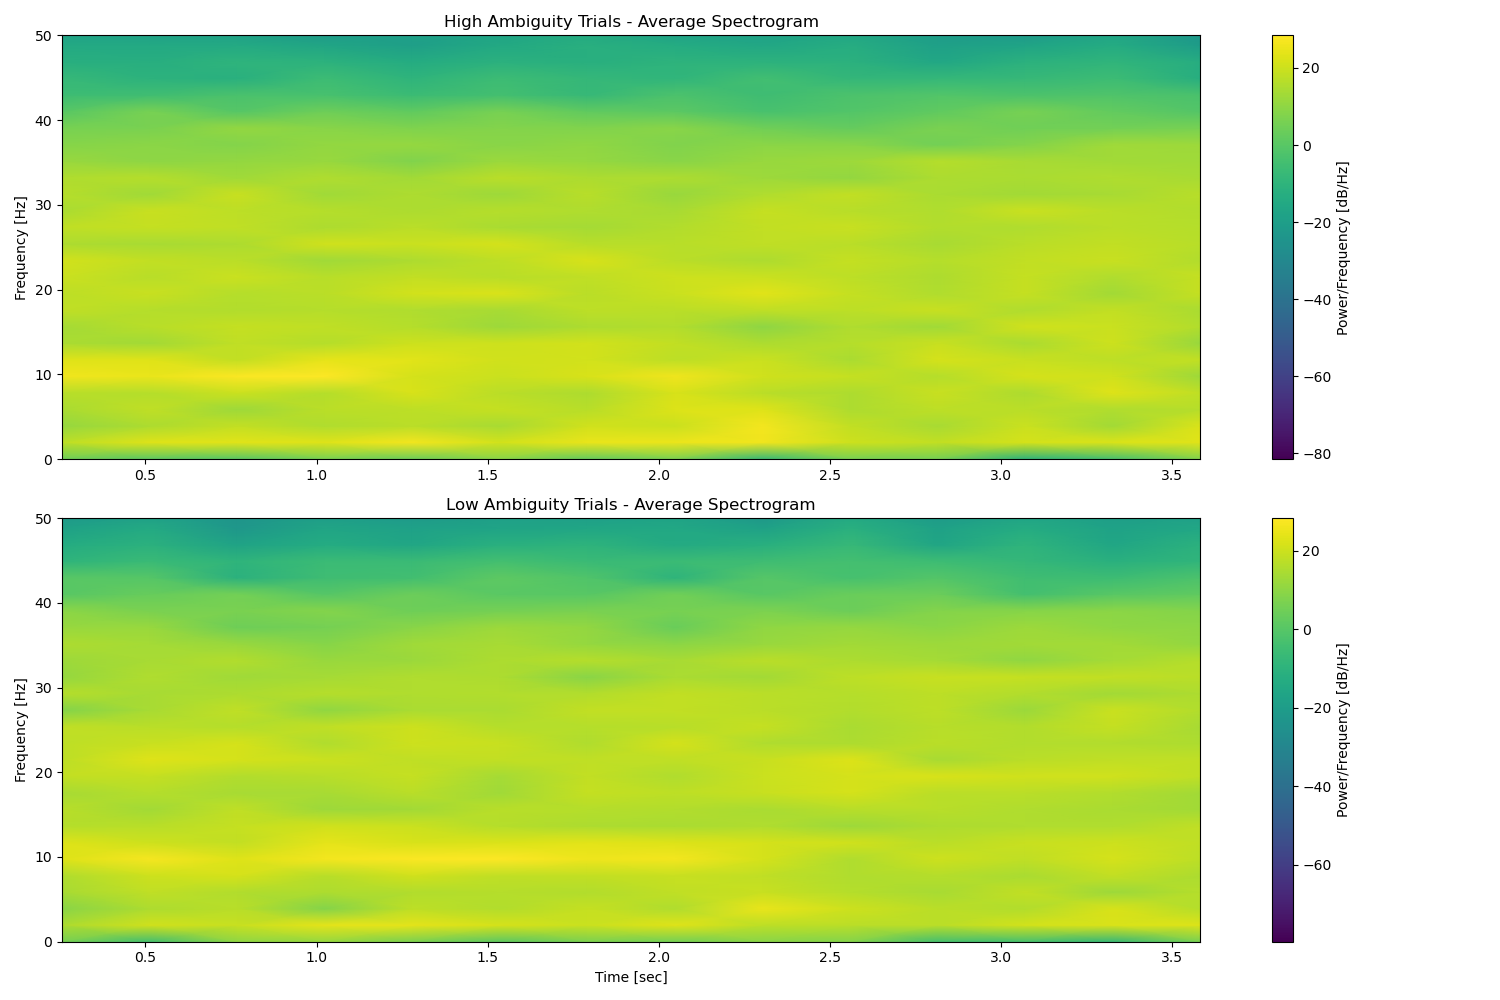 High Ambiguity Trials - Average Spectrogram
50
40
30
20
10
0
Frequency [Hz]
0.5 1.0 1.5 2.0 2.5 3.0 3.5
20
0
−20
−40
−60
−80
Power/Frequency [dB/Hz]
Low Ambiguity Trials - Average Spectrogram
50
40
30
20
10
0
Frequency [Hz]
0.5 1.0 1.5 2.0 2.5 3.0 3.5
Time [sec]
20
0
−20
−40
−60
Power/Frequency [dB/Hz]